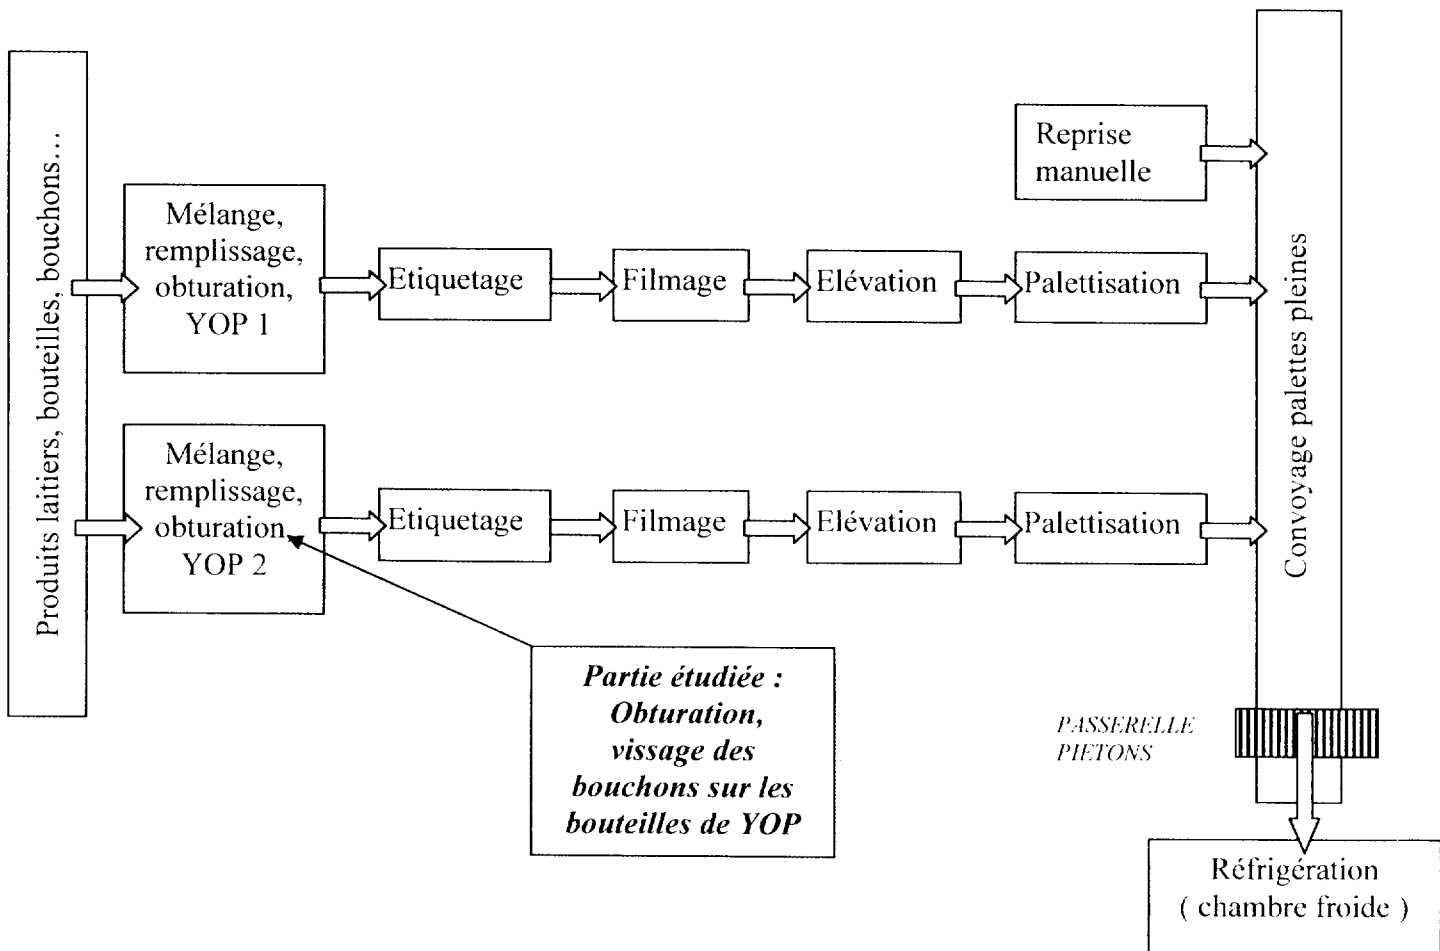 Produits laitiers, bouteilles, bouchons...
Mélange,
remplissage,
obturation,
YOP 1
Etiquetage
Filmage
Elévation
Palettisation
Reprise
manuelle
Mélange,
remplissage,
obturation
YOP 2
Etiquetage
Filmage
Elévation
Palettisation
Convoyage palettes pleines
Partie étudiée :
Obturation,
vissage des
bouchons sur les
bouteilles de YOP
PASSERELLE
PIETONS
Réfrigération
( chambre froide )